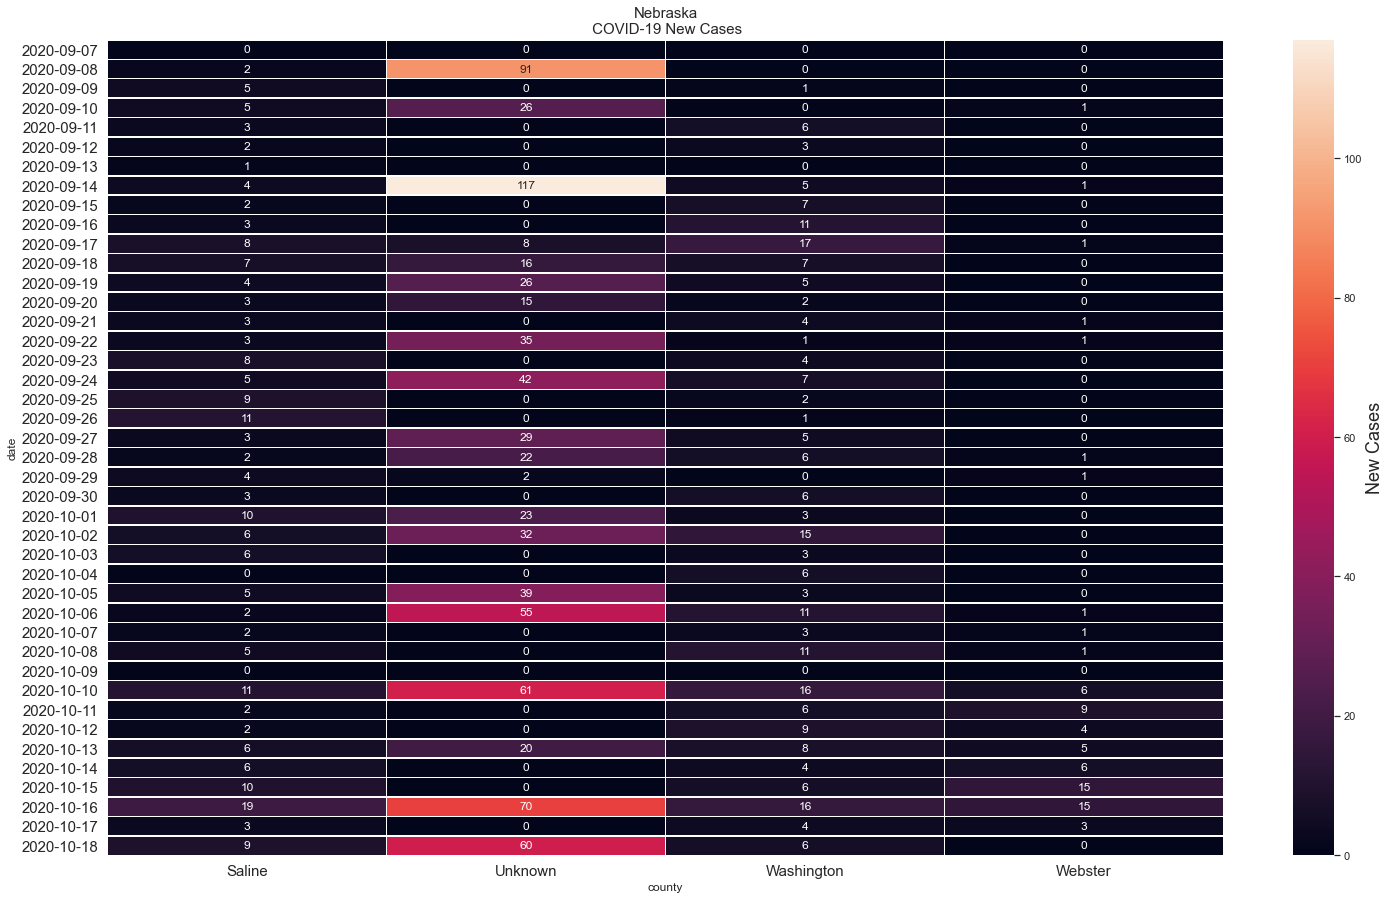 Nebraska
COVID-19 New Cases
2020-09-07 0 0 0 0
2020-09-08 2 91 0 0
2020-09-09 5 0 1 0
2020-09-10 5 26 0 1
2020-09-11 3 0 6 0
2020-09-12 2 0 3 0
2020-09-13 1 0 0 0
2020-09-14 4 117 5 1
2020-09-15 2 0 7 0
2020-09-16 3 0 11 0
2020-09-17 8 8 17 1
2020-09-18 7 16 7 0
2020-09-19 4 26 5 0
2020-09-20 3 15 2 0
2020-09-21 3 0 4 1
2020-09-22 3 35 1 1
2020-09-23 8 0 4 0
2020-09-24 5 42 7 0
2020-09-25 9 0 2 0
2020-09-26 11 0 1 0
2020-09-27 3 29 5 0
2020-09-28 2 22 6 1
2020-09-29 4 2 0 1
2020-09-30 3 0 6 0
2020-10-01 10 23 3 0
2020-10-02 6 32 15 0
2020-10-03 6 0 3 0
2020-10-04 0 0 6 0
2020-10-05 5 39 3 0
2020-10-06 2 55 11 1
2020-10-07 2 0 3 1
2020-10-08 5 0 11 1
2020-10-09 0 0 0 0
2020-10-10 11 61 16 6
2020-10-11 2 0 6 9
2020-10-12 2 0 9 4
2020-10-13 6 20 8 5
2020-10-14 6 0 4 6
2020-10-15 10 0 6 15
2020-10-16 19 70 16 15
2020-10-17 3 0 4 3
2020-10-18 9 60 6 0
Saline Unknown Washington Webster
county
date
100
80
60
40
20
0
New Cases